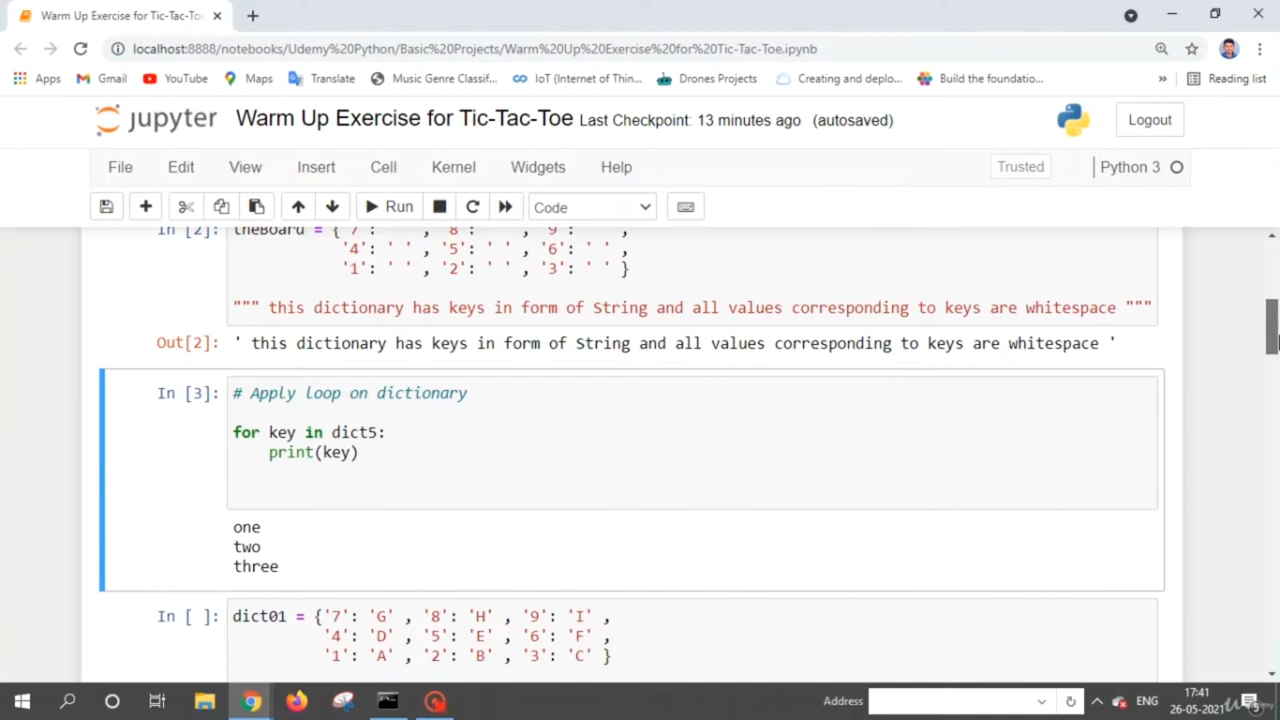 Warm Up Exercise for Tic-Tac-Toe
localhost:8888/notebooks/Udemy%20Python/Basic%20Projects/Warm%20Up%20Exercise%20for%20Tic-Tac-Toe.ipynb
Apps Gmail YouTube Maps Translate Music Genre Classif... IoT (Internet of Thin... Drones Projects Creating and deplo... Build the foundatio... » Reading list
jupyter Warm Up Exercise for Tic-Tac-Toe Last Checkpoint: 13 minutes ago (autosaved) Logout
File Edit View Insert Cell Kernel Widgets Help Trusted Python 3
Run Code
In [2]: theBoard = {'7': ' ' , '8': ' ' , '9': ' ' ,
'4': ' ' , '5': ' ' , '6': ' ' ,
'1': ' ' , '2': ' ' , '3': ' ' }
""" this dictionary has keys in form of String and all values corresponding to keys are whitespace """
Out[2]: ' this dictionary has keys in form of String and all values corresponding to keys are whitespace '
In [3]: # Apply loop on dictionary
for key in dict5:
print(key)
one
two
three
In [ ]: dict01 = {'7': 'G' , '8': 'H' , '9': 'I' ,
'4': 'D' , '5': 'E' , '6': 'F' ,
'1': 'A' , '2': 'B' , '3': 'C' }
Address ENG 17:41
26-05-2021